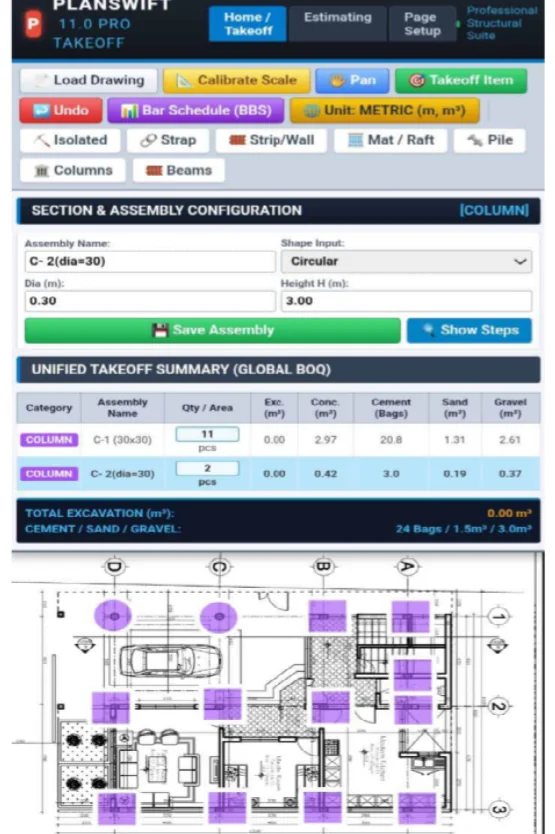 PLANSWIFT
P
11.0 PRO
TAKEOFF
Home / Takeoff
Estimating
Page Setup
Professional Structural Suite
Load Drawing
Calibrate Scale
Pan
Takeoff Item
Undo
Bar Schedule (BBS)
Unit: METRIC (m, m³)
Isolated
Strap
Strip/Wall
Mat / Raft
Pile
Columns
Beams
SECTION & ASSEMBLY CONFIGURATION [COLUMN]
Assembly Name: Shape Input:
C- 2(dia=30) Circular
Dia (m): Height H (m):
0.30 3.00
Save Assembly Show Steps
UNIFIED TAKEOFF SUMMARY (GLOBAL BOQ)
Category Assembly Name Qty / Area Exc. (m³) Conc. (m³) Cement (Bags) Sand (m³) Gravel (m³)
COLUMN C-1 (30x30) 11 pcs 0.00 2.97 20.8 1.31 2.61
COLUMN C- 2(dia=30) 2 pcs 0.00 0.42 3.0 0.19 0.37
TOTAL EXCAVATION (m³): 0.00 m³
CEMENT / SAND / GRAVEL: 24 Bags / 1.5m³ / 3.0m³
D C B A
1
2
3